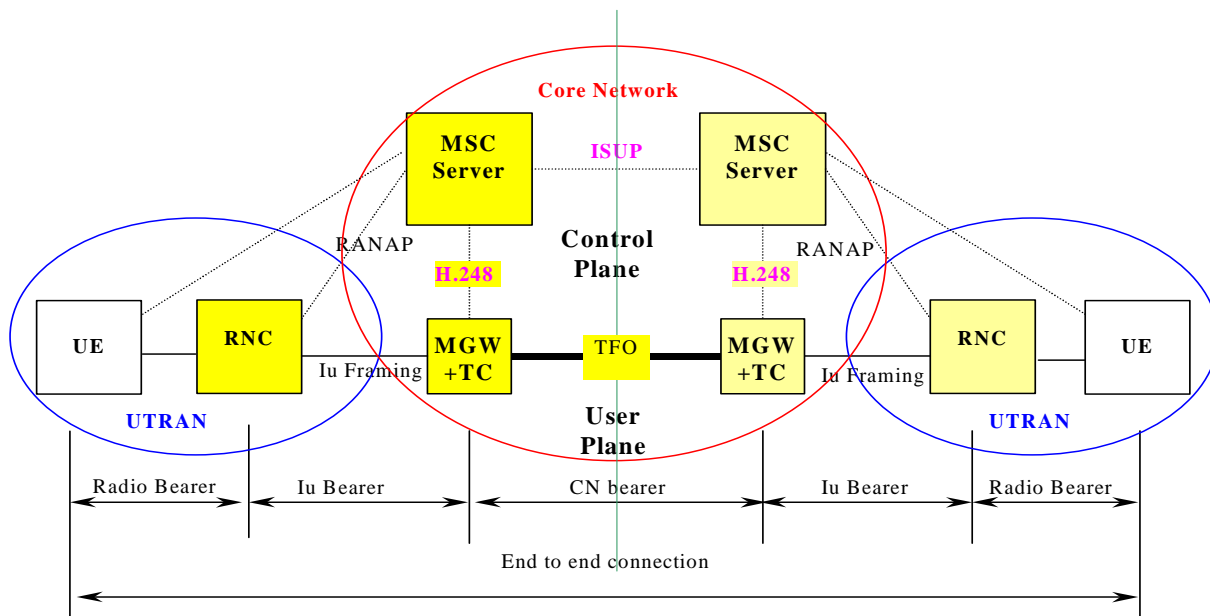 Core Network
MSC
Server
ISUP
MSC
Server
RANAP
Control
Plane
RANAP
H.248
H.248
UE
RNC
MGW
+TC
TFO
MGW
+TC
RNC
UE
Iu Framing
Iu Framing
UTRAN
User
Plane
UTRAN
Radio Bearer
Iu Bearer
CN bearer
Iu Bearer
Radio Bearer
End to end connection